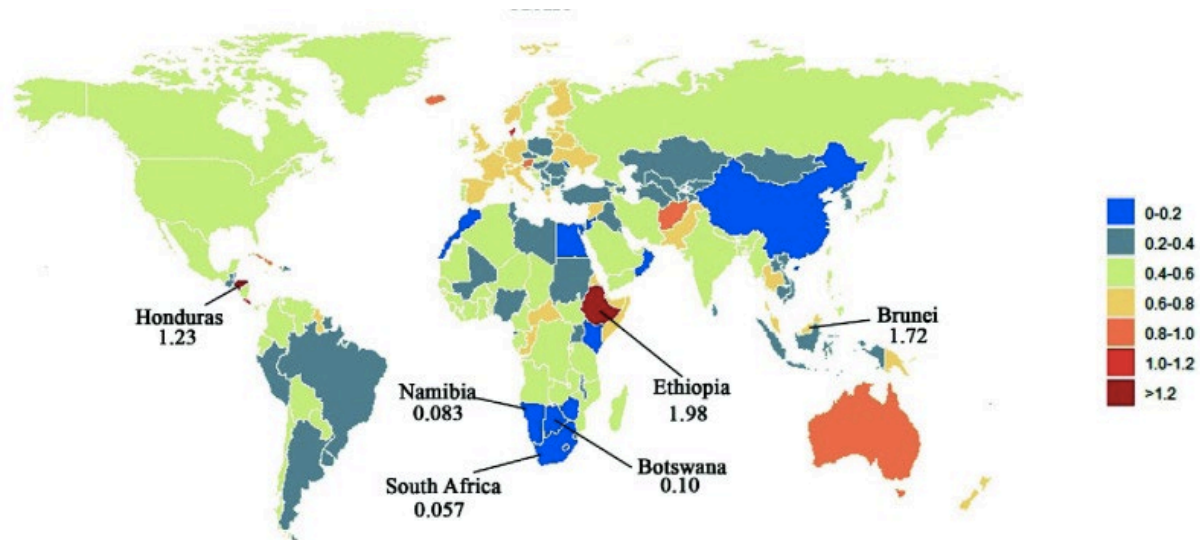 Honduras
1.23
Namibia
0.083
South Africa
0.057
Ethiopia
1.98
Botswana
0.10
Brunei
1.72
0-0.2
0.2-0.4
0.4-0.6
0.6-0.8
0.8-1.0
1.0-1.2
>1.2